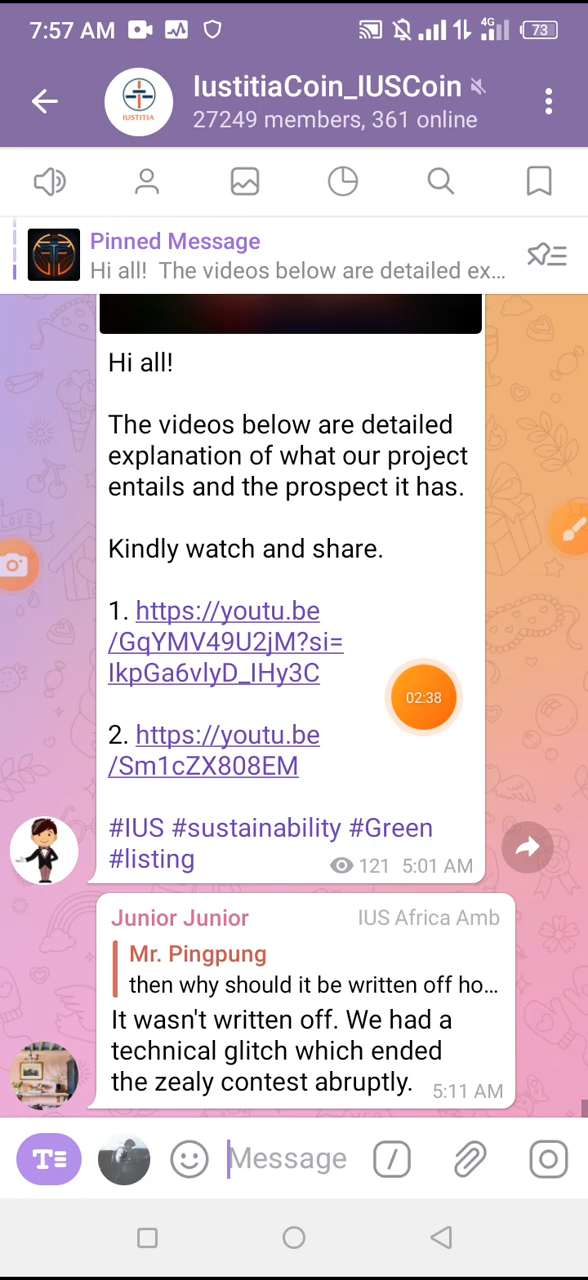 7:57 AM
4G
73
IUSTITIA
IustitiaCoin_IUSCoin
27249 members, 361 online
Pinned Message
Hi all!  The videos below are detailed ex...
Hi all!
The videos below are detailed
explanation of what our project
entails and the prospect it has.
Kindly watch and share.
1. https://youtu.be
/GqYMV49U2jM?si=
IkpGa6vlyD_IHy3C
02:38
2. https://youtu.be
/Sm1cZX808EM
#IUS #sustainability #Green
#listing
121 5:01 AM
Junior Junior IUS Africa Amb
Mr. Pingpung
then why should it be written off ho...
It wasn't written off. We had a
technical glitch which ended
the zealy contest abruptly.
5:11 AM
T
Message
/